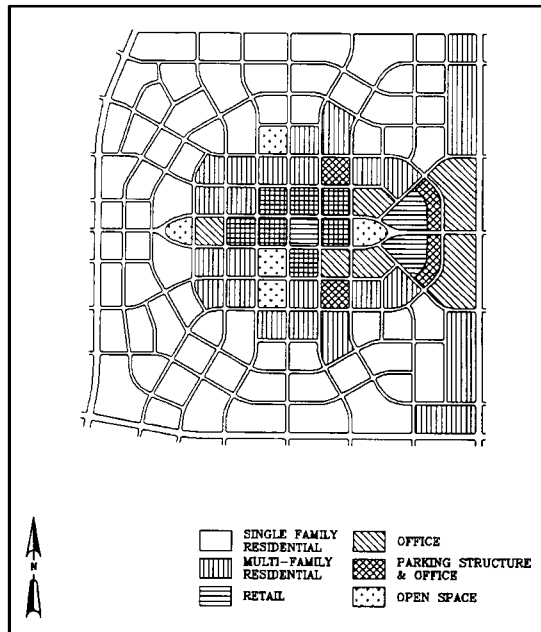 SINGLE FAMILY
RESIDENTIAL
MULTI-FAMILY
RESIDENTIAL
RETAIL
OFFICE
PARKING STRUCTURE
& OFFICE
OPEN SPACE
N